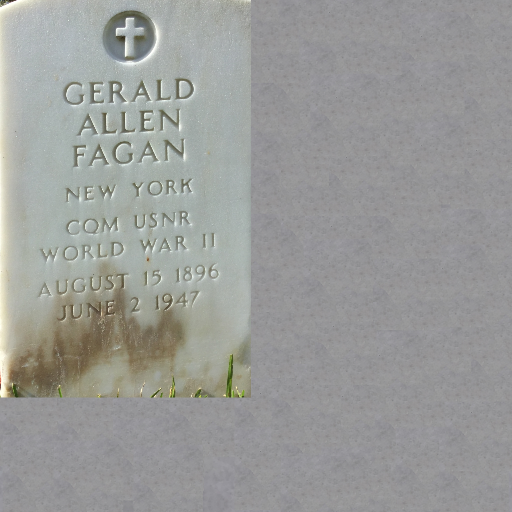 GERALD
ALLEN
FAGAN
NEW YORK
CQM USNR
WORLD WAR II
AUGUST 15 1896
JUNE 2 1947